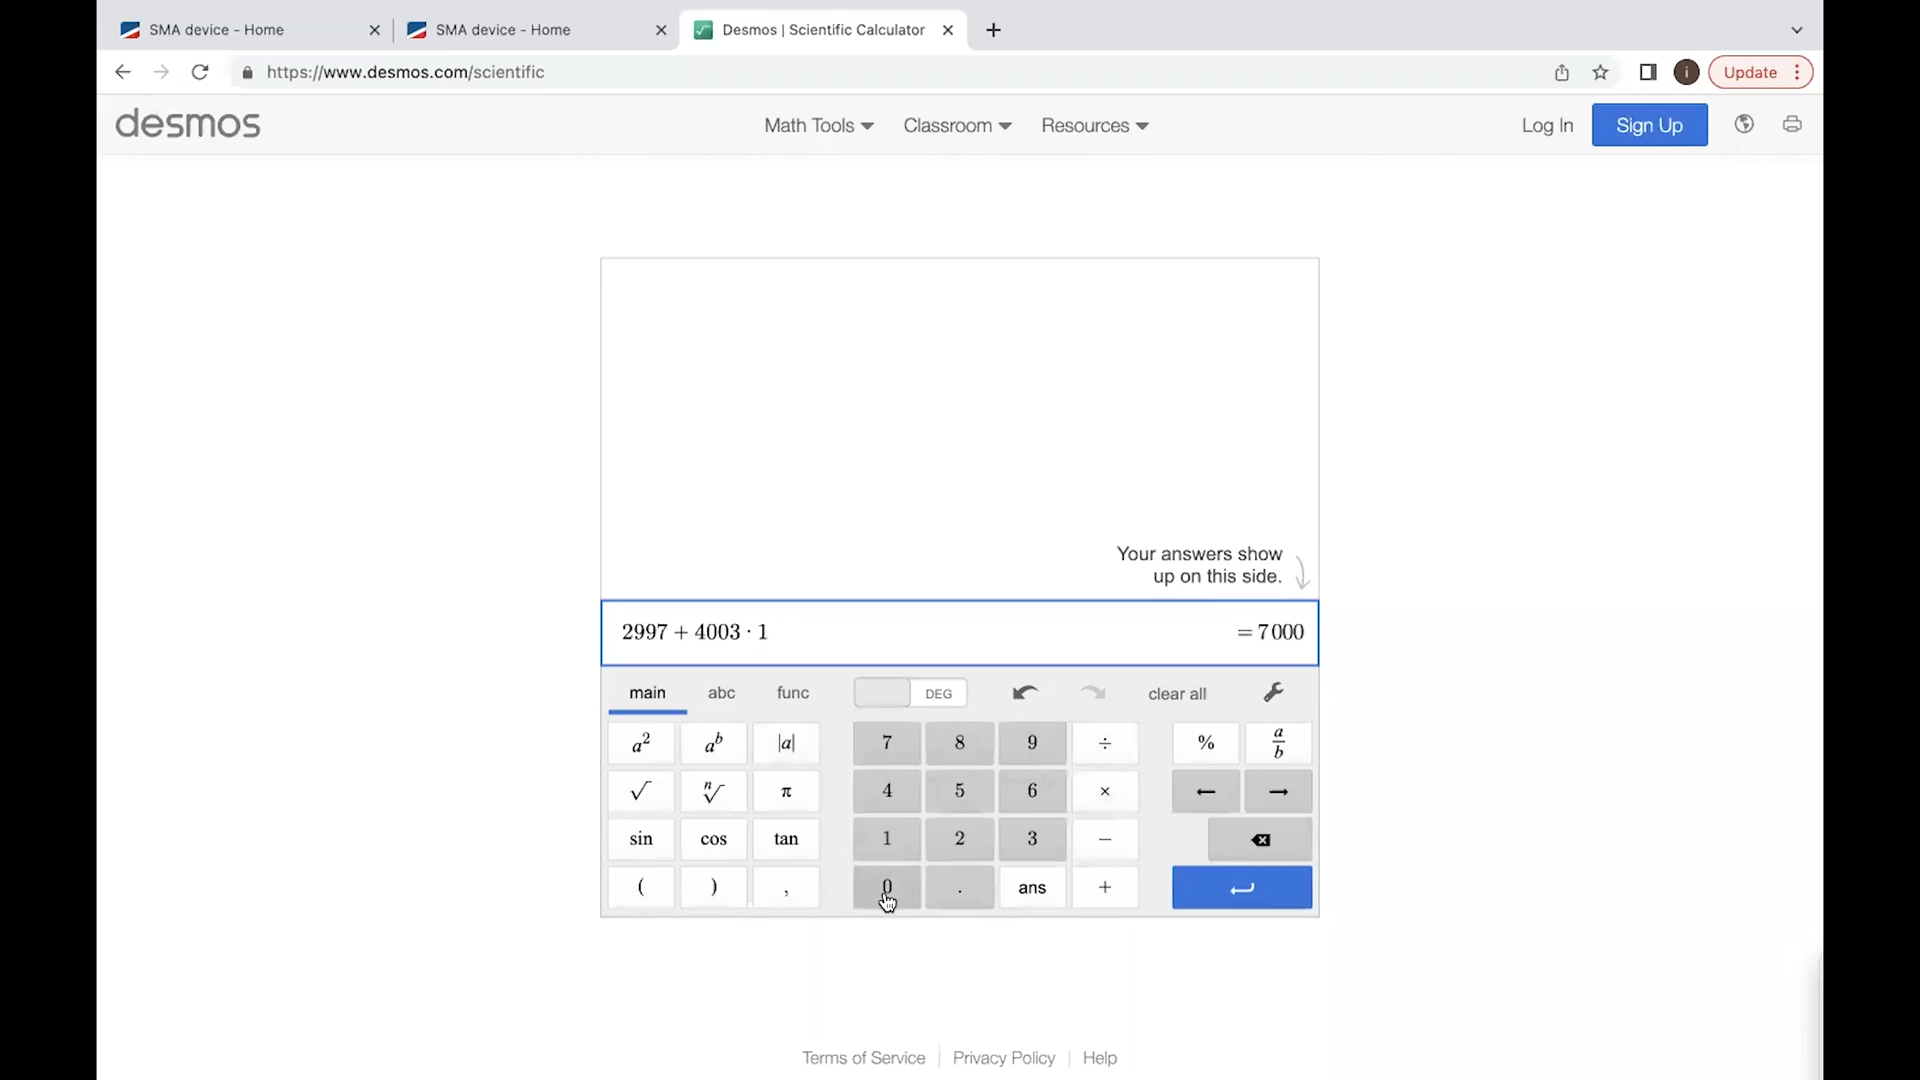 SMA device - Home
SMA device - Home
Desmos | Scientific Calculator
https://www.desmos.com/scientific
i
Update
desmos
Math Tools
Classroom
Resources
Log In
Sign Up
Your answers show
up on this side.
2997 + 4003 · 1
= 7000
main
abc
func
DEG
clear all
a²
aᵇ
|a|
7
8
9
÷
%
a
b
√
ⁿ√
π
4
5
6
×
←
→
sin
cos
tan
1
2
3
−
(
)
,
0
.
ans
+
Terms of Service
Privacy Policy
Help